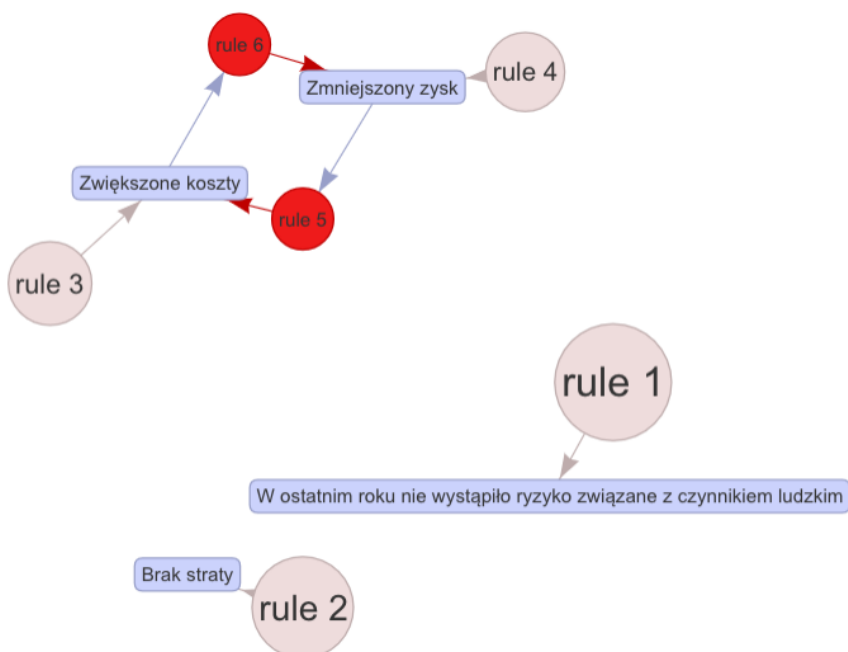 rule 6
rule 4
Zmniejszony zysk
Zwiększone koszty
rule 5
rule 3
rule 1
W ostatnim roku nie wystąpiło ryzyko związane z czynnikiem ludzkim
Brak straty
rule 2